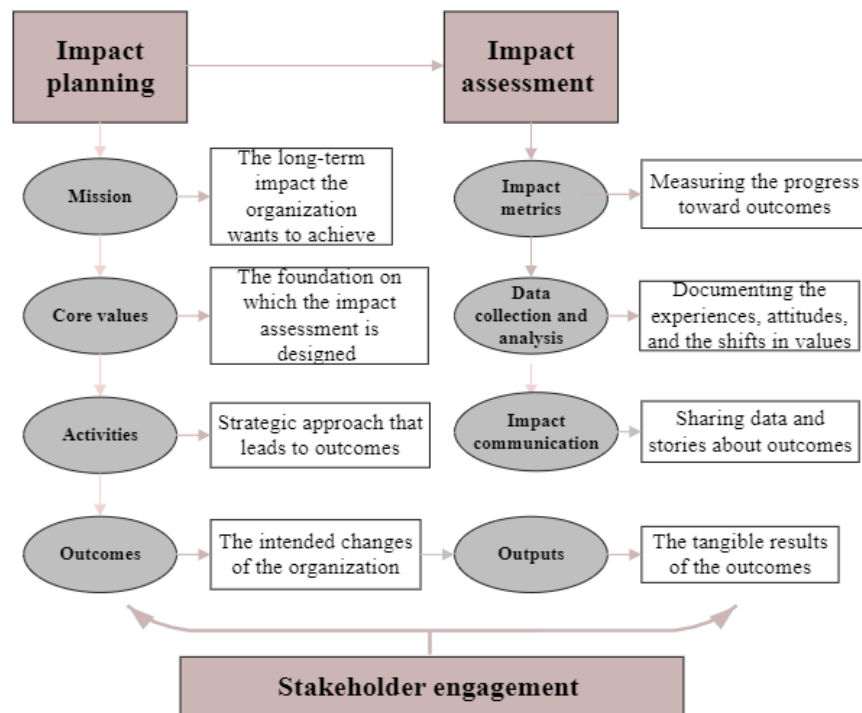 Impact
planning
Impact
assessment
Mission
The long-term
impact the
organization
wants to achieve
Impact
metrics
Measuring the progress
toward outcomes
Core values
The foundation on
which the impact
assessment is
designed
Data
collection and
analysis
Documenting the
experiences, attitudes,
and the shifts in values
Activities
Strategic approach that
leads to outcomes
Impact
communication
Sharing data and
stories about outcomes
Outcomes
The intended changes
of the organization
Outputs
The tangible results
of the outcomes
Stakeholder engagement